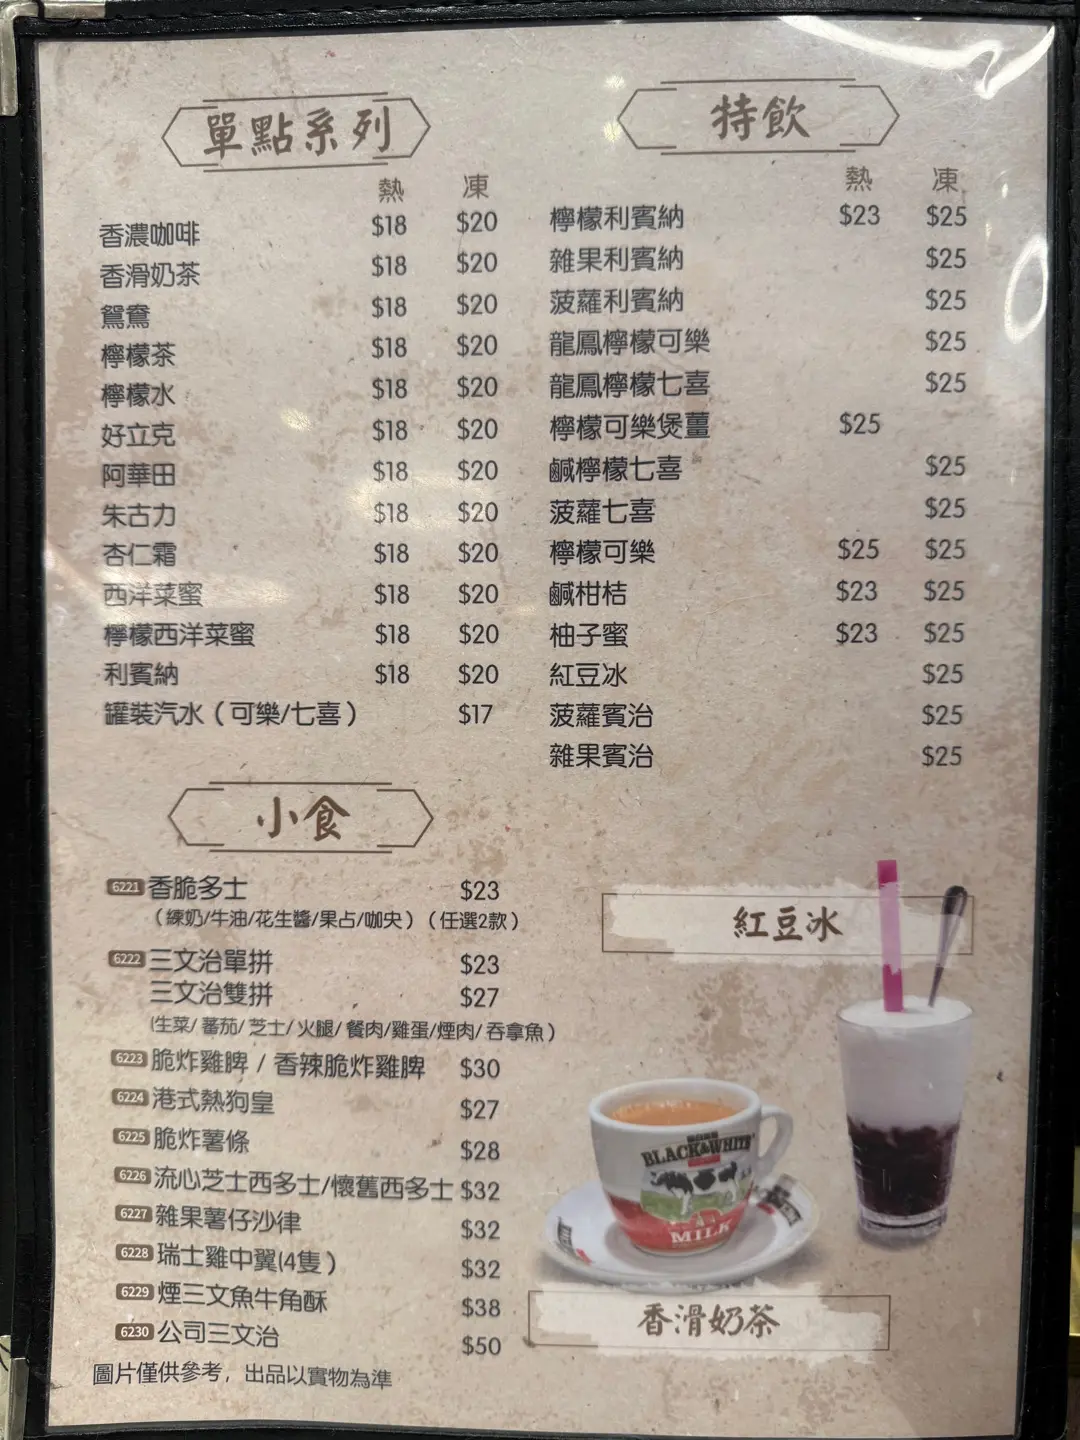 單點系列
熱 凍
香濃咖啡 $18 $20
香滑奶茶 $18 $20
鴛鴦 $18 $20
檸檬茶 $18 $20
檸檬水 $18 $20
好立克 $18 $20
阿華田 $18 $20
朱古力 $18 $20
杏仁霜 $18 $20
西洋菜蜜 $18 $20
檸檬西洋菜蜜 $18 $20
利賓納 $18 $20
罐裝汽水（可樂/七喜） $17
特飲
熱 凍
檸檬利賓納 $23 $25
雜果利賓納 $25
菠蘿利賓納 $25
龍鳳檸檬可樂 $25
龍鳳檸檬七喜 $25
檸檬可樂煲薑 $25
鹹檸檬七喜 $25
菠蘿七喜 $25
檸檬可樂 $25 $25
鹹柑桔 $23 $25
柚子蜜 $23 $25
紅豆冰 $25
菠蘿賓治 $25
雜果賓治 $25
小食
6221 香脆多士 $23
（練奶/牛油/花生醬/果占/咖央）（任選2款）
6222 三文治單拼 $23
三文治雙拼 $27
(生菜/ 蕃茄/ 芝士/ 火腿/ 餐肉/雞蛋/煙肉/ 吞拿魚）
6223 脆炸雞髀 / 香辣脆炸雞髀 $30
6224 港式熱狗皇 $27
6225 脆炸薯條 $28
6226 流心芝士西多士/懷舊西多士 $32
6227 雜果薯仔沙律 $32
6228 瑞士雞中翼(4隻） $32
6229 煙三文魚牛角酥 $38
6230 公司三文治 $50
圖片僅供參考，出品以實物為準
紅豆冰
BLACK&WHITE
MILK
香滑奶茶